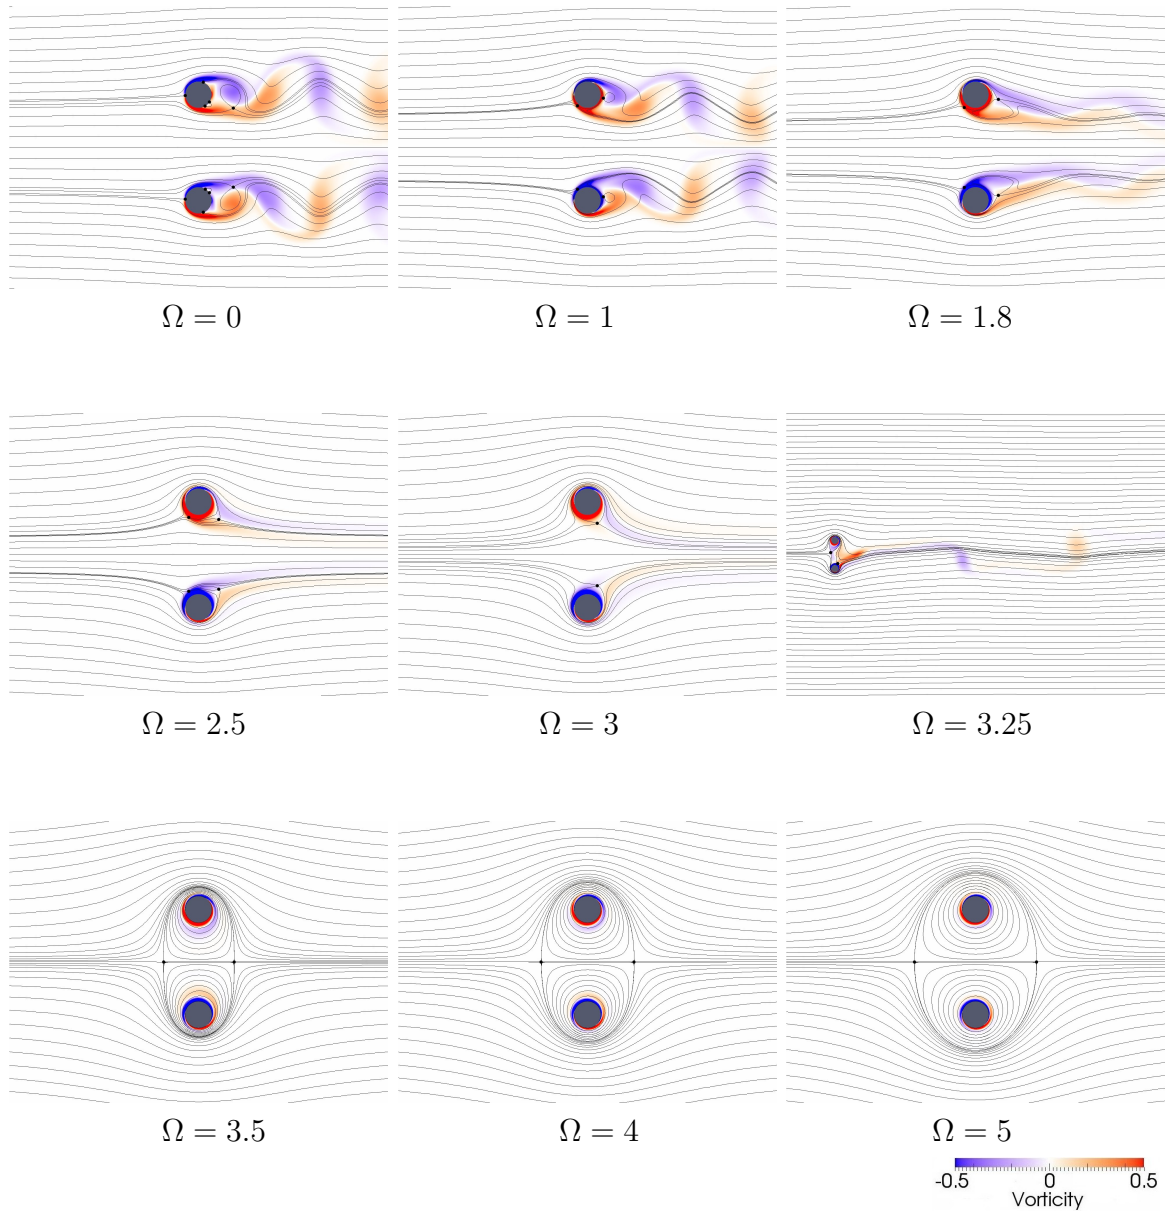 Ω = 0 Ω = 1 Ω = 1.8
Ω = 2.5 Ω = 3 Ω = 3.25
Ω = 3.5 Ω = 4 Ω = 5
-0.5 0 0.5
Vorticity